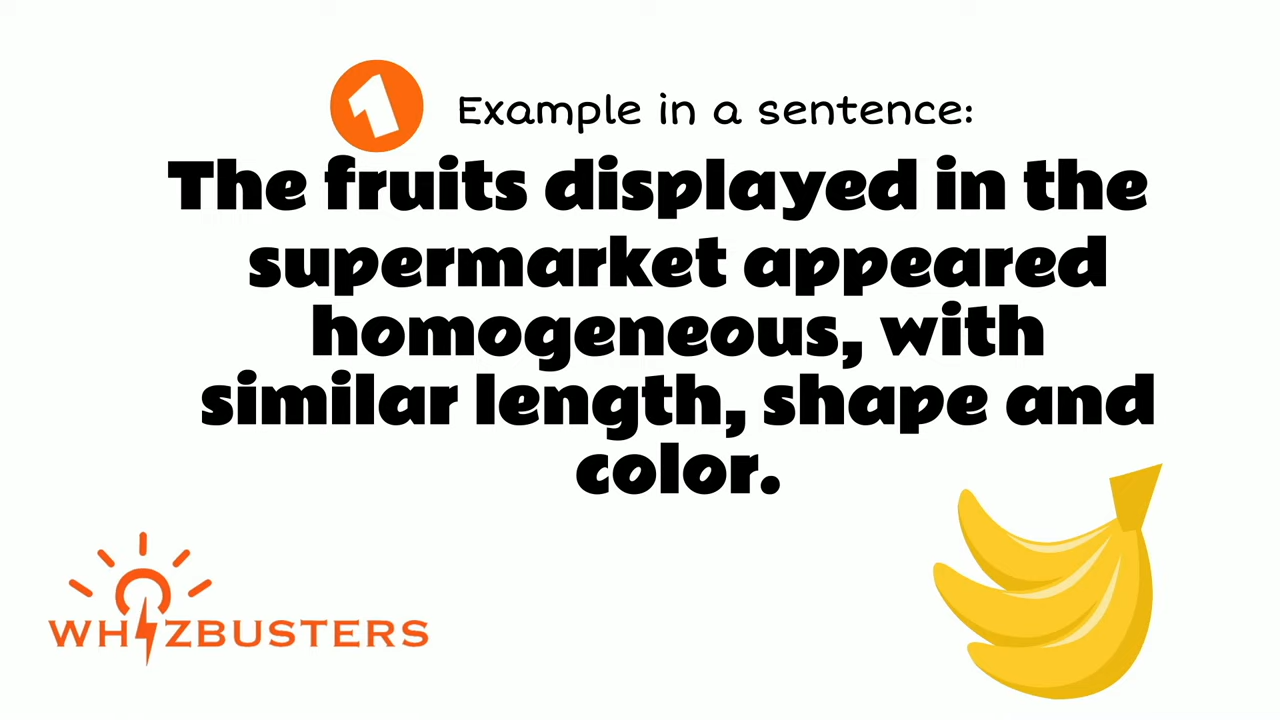 1 Example in a sentence:
The fruits displayed in the
supermarket appeared
homogeneous, with
similar length, shape and
color.
WHIZBUSTERS